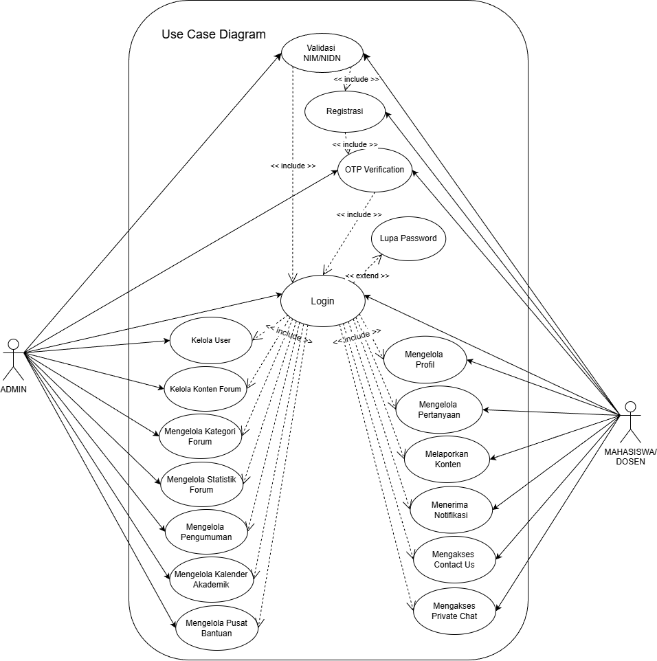 Use Case Diagram
Validasi
NIM/NIDN
<< include >>
Registrasi
<< include >>
<< include >>
OTP Verification
<< include >>
Lupa Password
<< extend >>
Login
<< include >>
<< include >>
Kelola User
Kelola Konten Forum
Mengelola Kategori
Forum
Mengelola Statistik
Forum
Mengelola
Pengumuman
Mengelola Kalender
Akademik
Mengelola Pusat
Bantuan
Mengelola
Profil
Mengelola
Pertanyaan
Melaporkan
Konten
Menerima
Notifikasi
Mengakses
Contact Us
Mengakses
Private Chat
ADMIN
MAHASISWA/
DOSEN